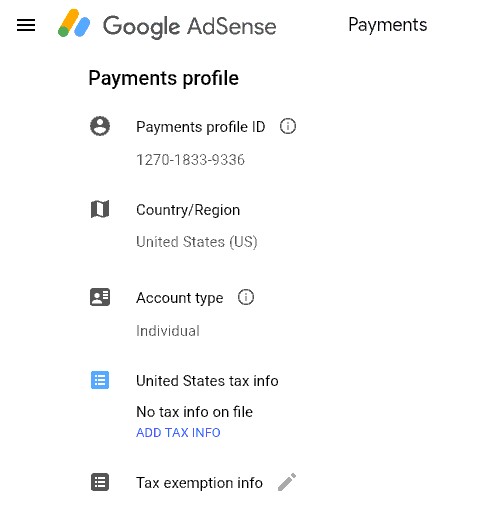 Google AdSense
Payments
Payments profile
Payments profile ID
1270-1833-9336
Country/Region
United States (US)
Account type
Individual
United States tax info
No tax info on file
ADD TAX INFO
Tax exemption info